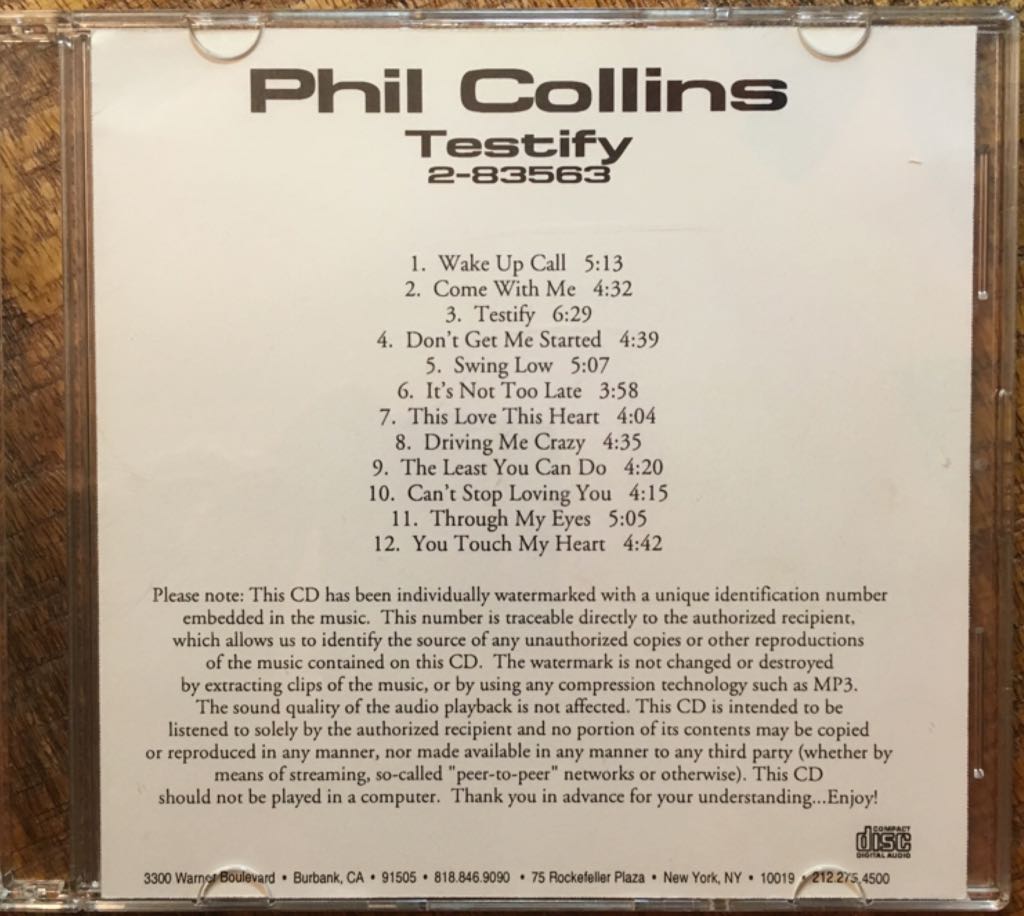 Phil Collins
Testify
2-83563
1. Wake Up Call 5:13
2. Come With Me 4:32
3. Testify 6:29
4. Don't Get Me Started 4:39
5. Swing Low 5:07
6. It's Not Too Late 3:58
7. This Love This Heart 4:04
8. Driving Me Crazy 4:35
9. The Least You Can Do 4:20
10. Can't Stop Loving You 4:15
11. Through My Eyes 5:05
12. You Touch My Heart 4:42
Please note: This CD has been individually watermarked with a unique identification number
embedded in the music. This number is traceable directly to the authorized recipient,
which allows us to identify the source of any unauthorized copies or other reproductions
of the music contained on this CD. The watermark is not changed or destroyed
by extracting clips of the music, or by using any compression technology such as MP3.
The sound quality of the audio playback is not affected. This CD is intended to be
listened to solely by the authorized recipient and no portion of its contents may be copied
or reproduced in any manner, nor made available in any manner to any third party (whether by
means of streaming, so-called "peer-to-peer" networks or otherwise). This CD
should not be played in a computer. Thank you in advance for your understanding...Enjoy!
COMPACT
disc
DIGITAL AUDIO
3300 Warner Boulevard • Burbank, CA • 91505 • 818.846.9090 • 75 Rockefeller Plaza • New York, NY • 10019 • 212.275.4500